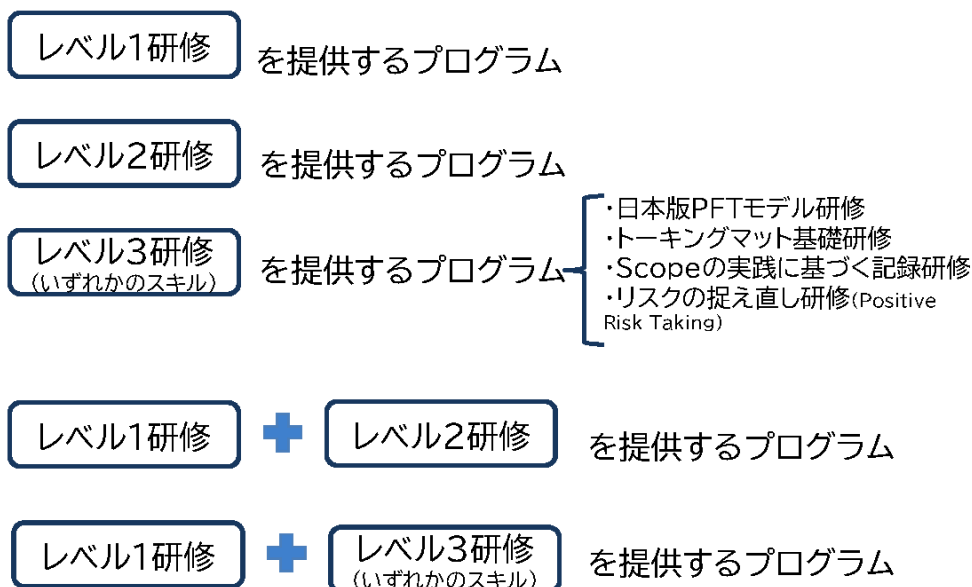 レベル1研修 を提供するプログラム
レベル2研修 を提供するプログラム
レベル3研修
(いずれかのスキル)
を提供するプログラム
・日本版PFTモデル研修
・トーキングマット基礎研修
・Scopeの実践に基づく記録研修
・リスクの捉え直し研修(Positive
Risk Taking)
レベル1研修 + レベル2研修 を提供するプログラム
レベル1研修 + レベル3研修
(いずれかのスキル)
を提供するプログラム